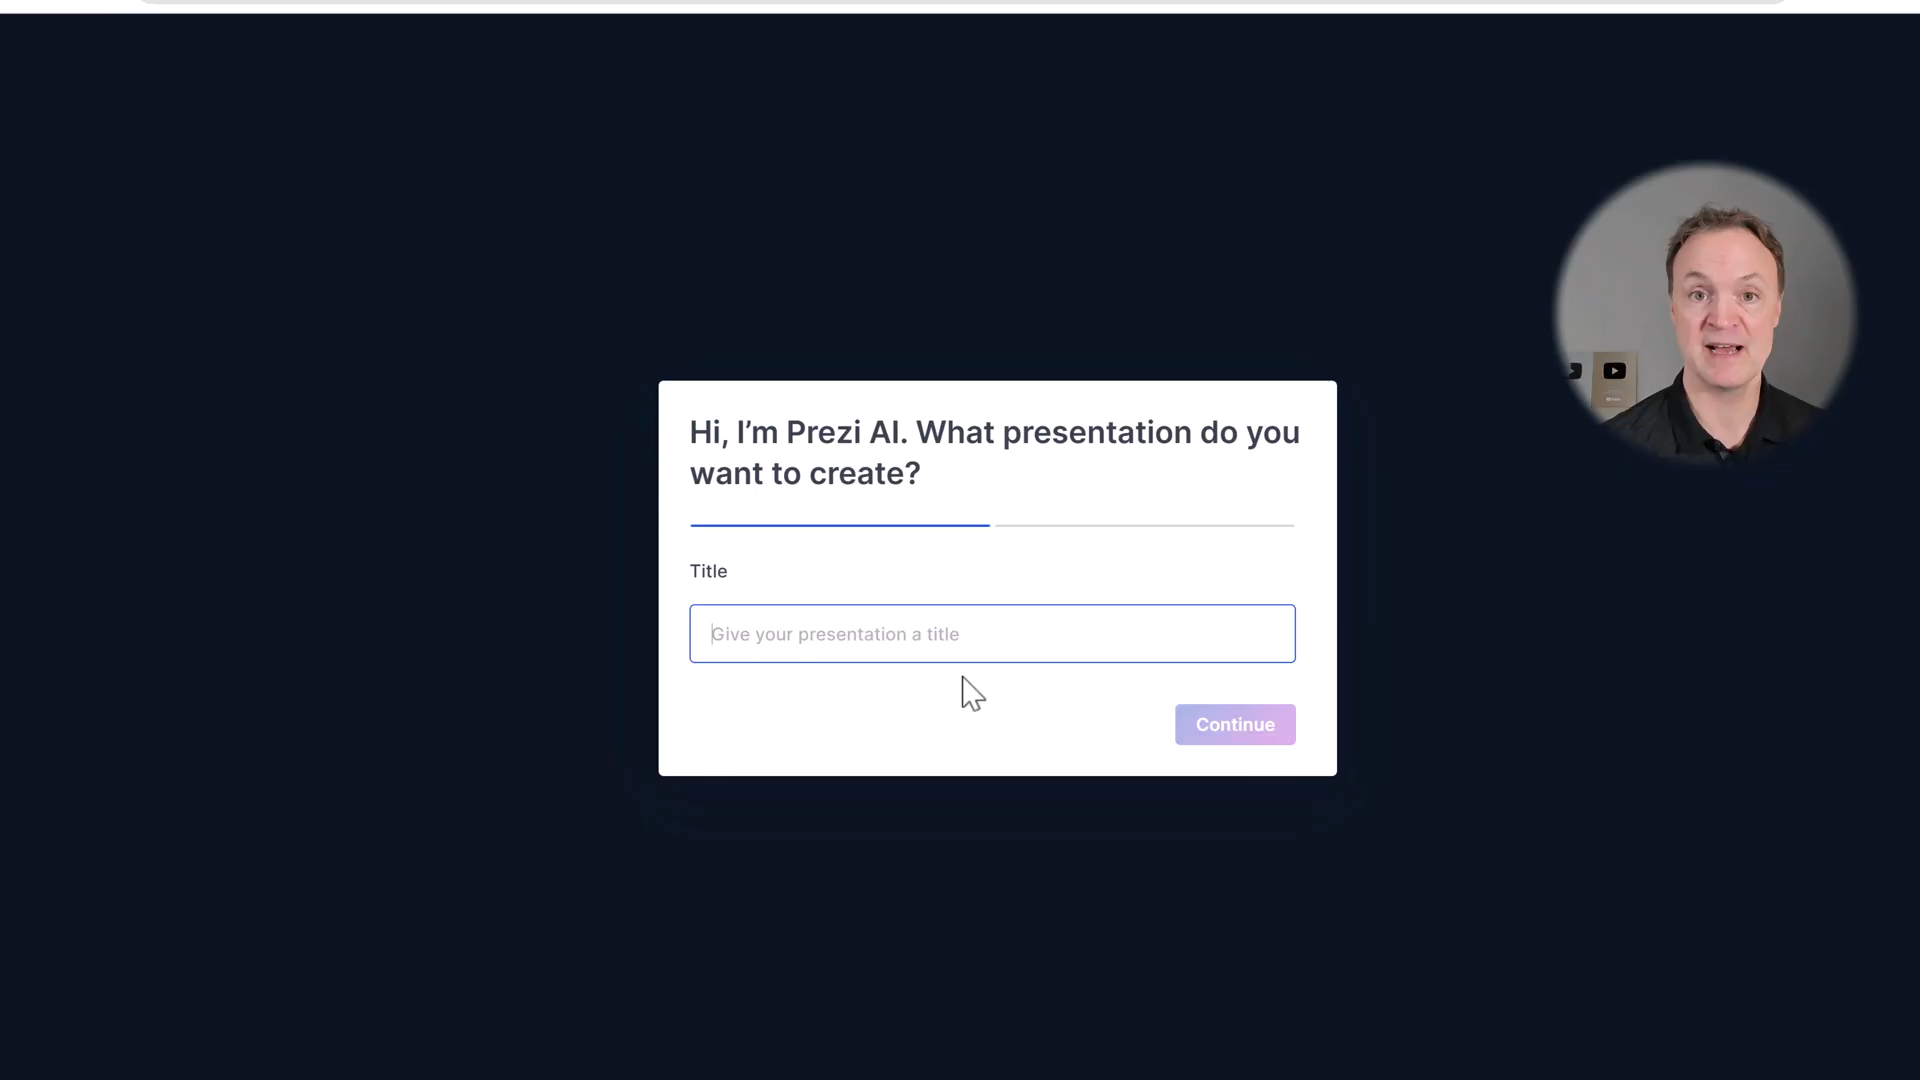 Hi, I’m Prezi AI. What presentation do you
want to create?
Title
Give your presentation a title
Continue